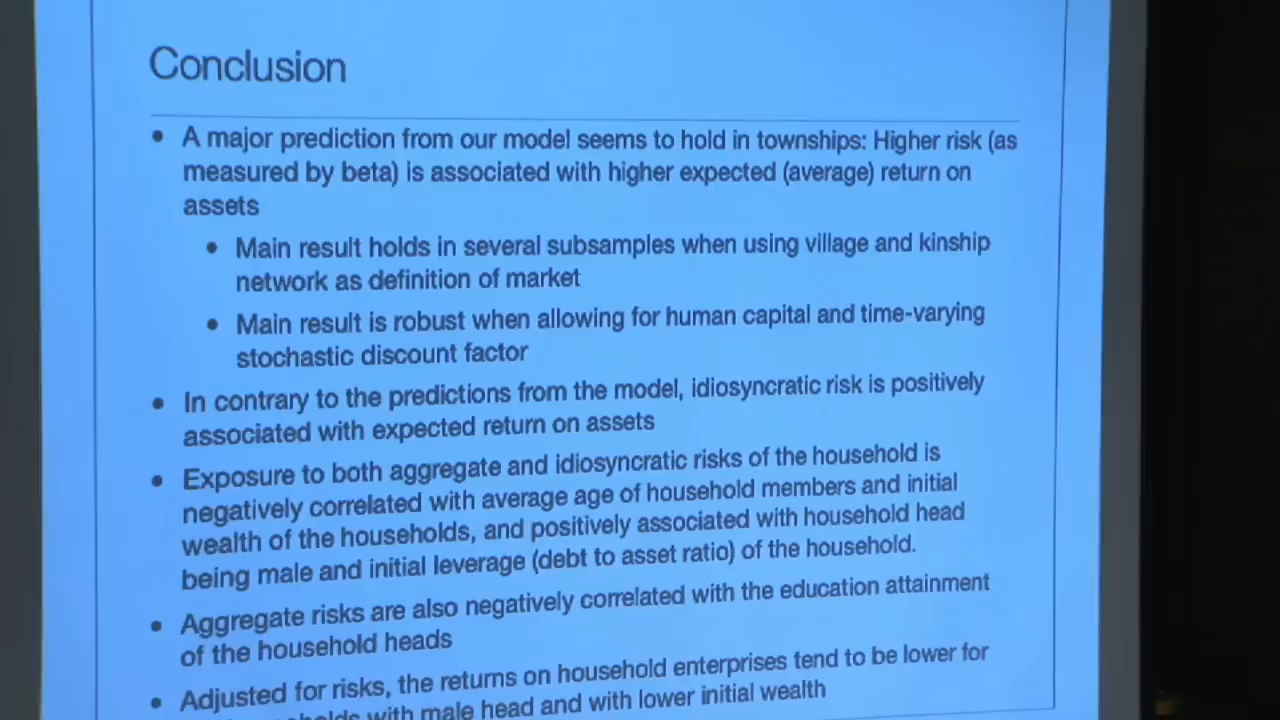 Conclusion
• A major prediction from our model seems to hold in townships: Higher risk (as
measured by beta) is associated with higher expected (average) return on
assets
• Main result holds in several subsamples when using village and kinship
network as definition of market
• Main result is robust when allowing for human capital and time-varying
stochastic discount factor
• In contrary to the predictions from the model, idiosyncratic risk is positively
associated with expected return on assets
• Exposure to both aggregate and idiosyncratic risks of the household is
negatively correlated with average age of household members and initial
wealth of the households, and positively associated with household head
being male and initial leverage (debt to asset ratio) of the household.
• Aggregate risks are also negatively correlated with the education attainment
of the household heads
• Adjusted for risks, the returns on household enterprises tend to be lower for
with male head and with lower initial wealth